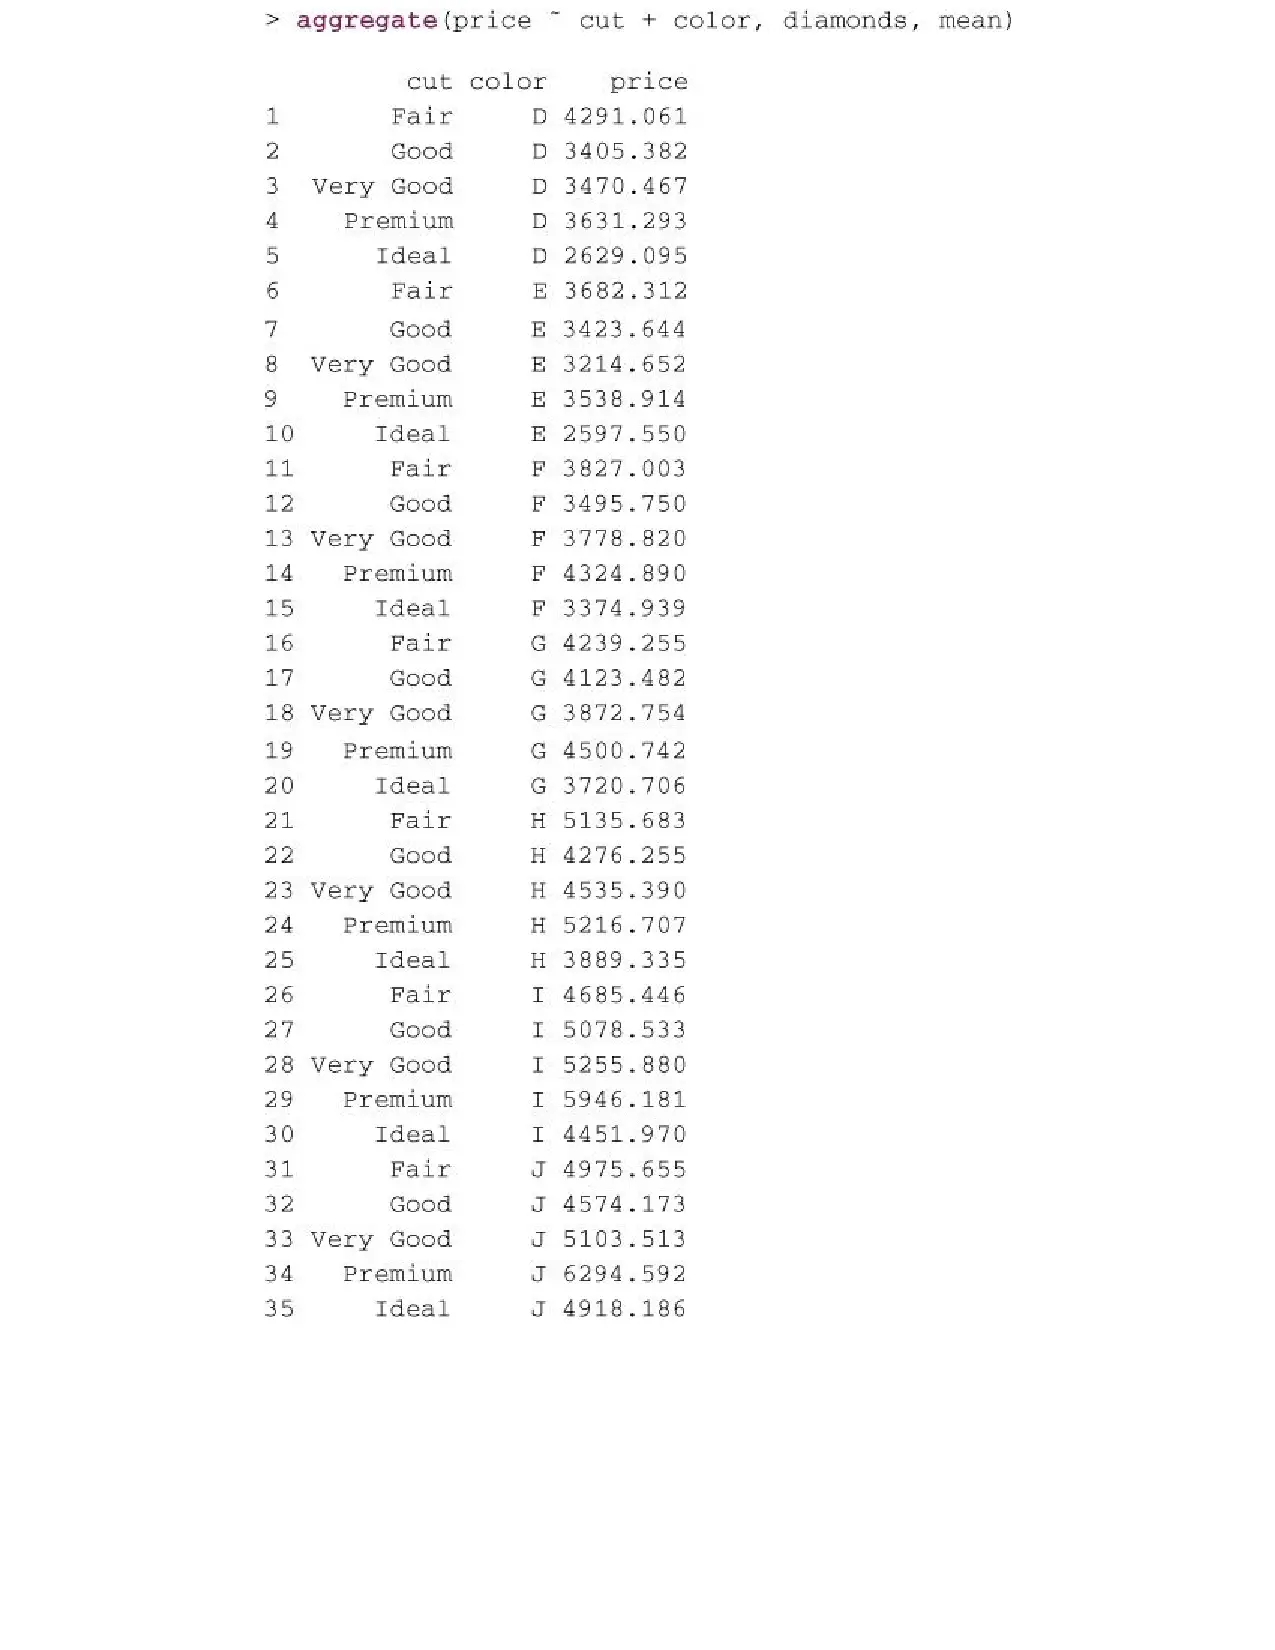 > aggregate(price ~ cut + color, diamonds, mean)
cut color price
1 Fair D 4291.061
2 Good D 3405.382
3 Very Good D 3470.467
4 Premium D 3631.293
5 Ideal D 2629.095
6 Fair E 3682.312
7 Good E 3423.644
8 Very Good E 3214.652
9 Premium E 3538.914
10 Ideal E 2597.550
11 Fair F 3827.003
12 Good F 3495.750
13 Very Good F 3778.820
14 Premium F 4324.890
15 Ideal F 3374.939
16 Fair G 4239.255
17 Good G 4123.482
18 Very Good G 3872.754
19 Premium G 4500.742
20 Ideal G 3720.706
21 Fair H 5135.683
22 Good H 4276.255
23 Very Good H 4535.390
24 Premium H 5216.707
25 Ideal H 3889.335
26 Fair I 4685.446
27 Good I 5078.533
28 Very Good I 5255.880
29 Premium I 5946.181
30 Ideal I 4451.970
31 Fair J 4975.655
32 Good J 4574.173
33 Very Good J 5103.513
34 Premium J 6294.592
35 Ideal J 4918.186